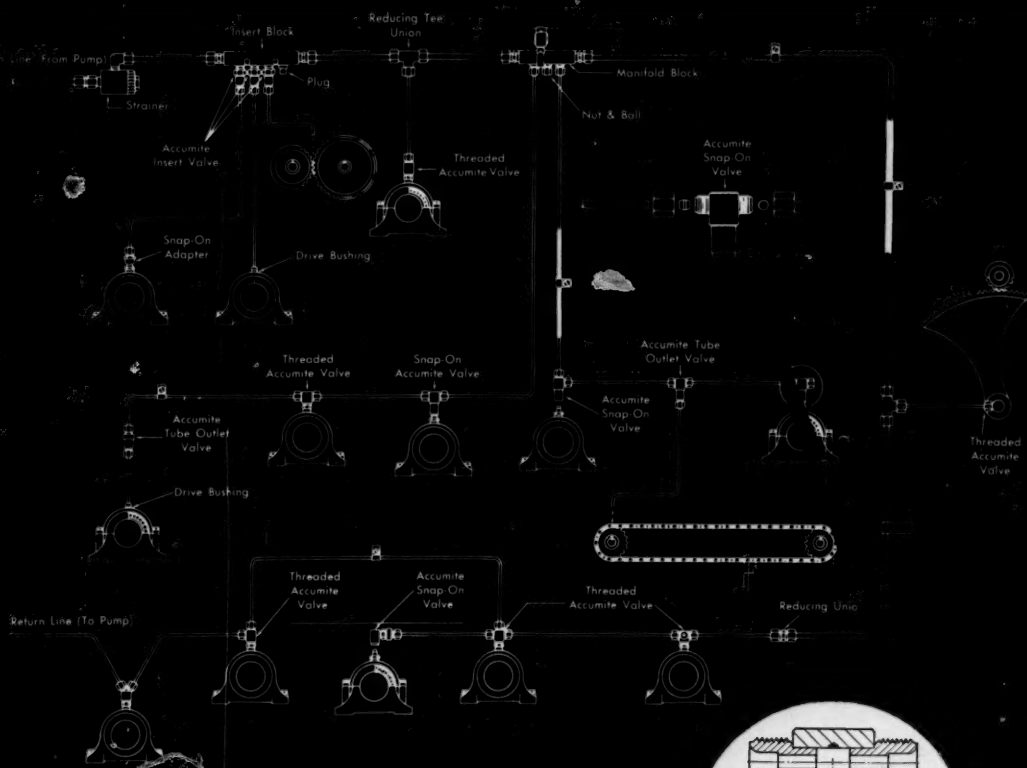 Reducing Tee
Union
Insert Block
Line From Pump)
Plug
Manifold Block
Strainer
Nut & Ball
Accumite
Insert Valve
Threaded
Accumite Valve
Accumite
Snap-On
Valve
Snap-On
Adapter
Drive Bushing
Threaded
Accumite Valve
Snap-On
Accumite Valve
Accumite Tube
Outlet Valve
Accumite
Snap-On
Valve
Accumite
Tube Outlet
Valve
Threaded
Accumite
Valve
Drive Bushing
Threaded
Accumite
Valve
Accumite
Snap-On
Valve
Threaded
Accumite Valve
Reducing Unio
Return Line (To Pump)